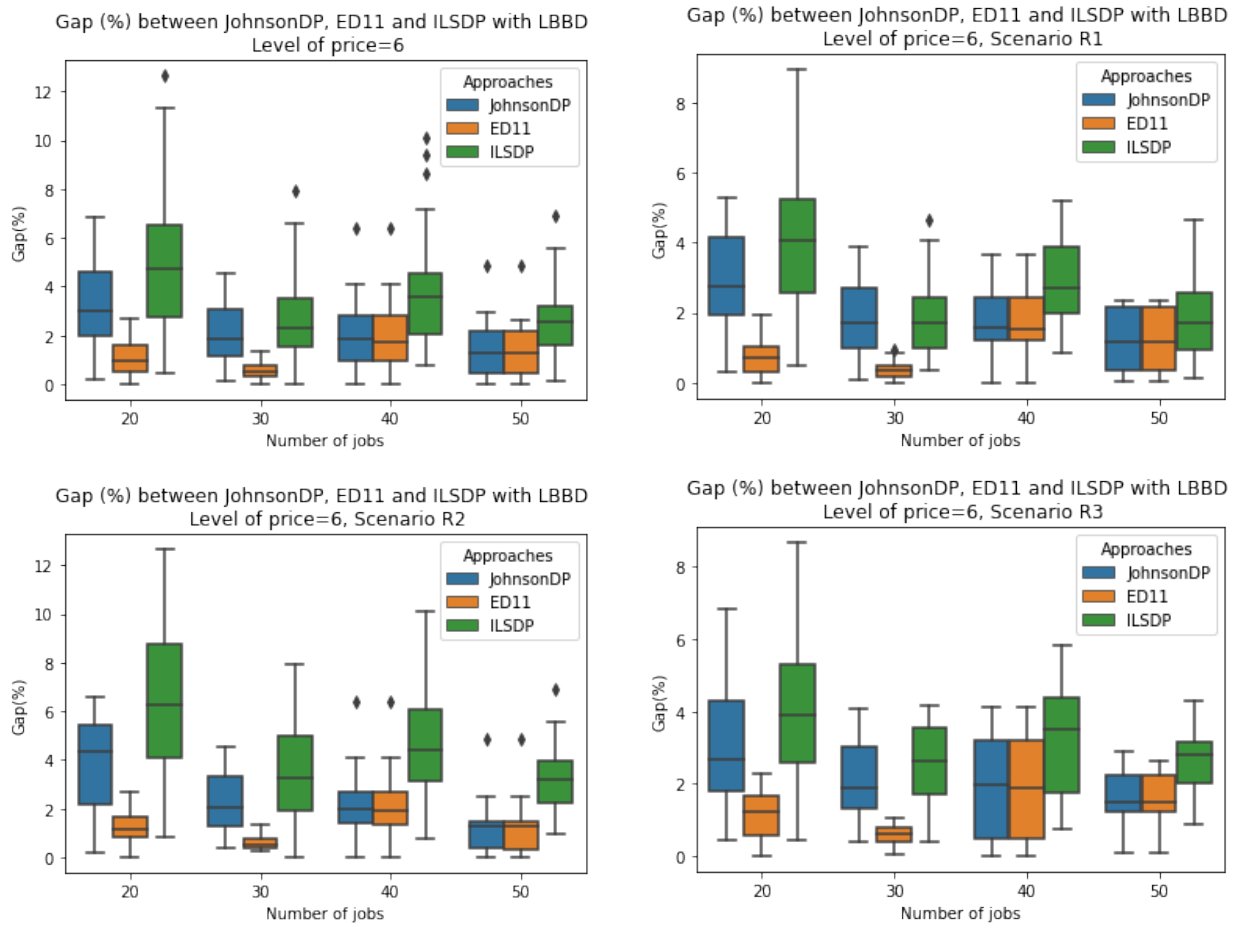 Gap (%) between JohnsonDP, ED11 and ILSDP with LBBD
Level of price=6
Approaches
JohnsonDP
ED11
ILSDP
Gap(%)
12
10
8
6
4
2
0
20 30 40 50
Number of jobs
Gap (%) between JohnsonDP, ED11 and ILSDP with LBBD
Level of price=6, Scenario R1
Approaches
JohnsonDP
ED11
ILSDP
Gap(%)
8
6
4
2
0
20 30 40 50
Number of jobs
Gap (%) between JohnsonDP, ED11 and ILSDP with LBBD
Level of price=6, Scenario R2
Approaches
JohnsonDP
ED11
ILSDP
Gap(%)
12
10
8
6
4
2
0
20 30 40 50
Number of jobs
Gap (%) between JohnsonDP, ED11 and ILSDP with LBBD
Level of price=6, Scenario R3
Approaches
JohnsonDP
ED11
ILSDP
Gap(%)
8
6
4
2
0
20 30 40 50
Number of jobs